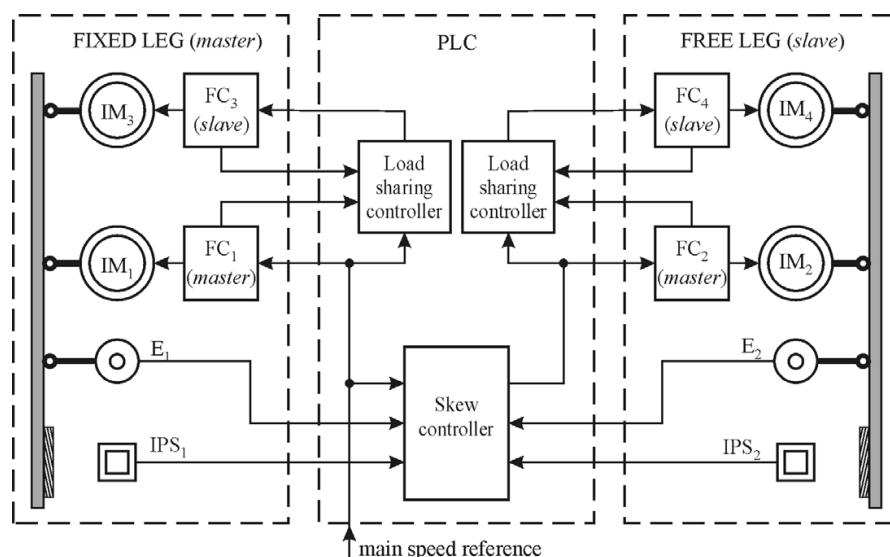 FIXED LEG (master)
PLC
FREE LEG (slave)
IM3
FC3
(slave)
Load
sharing
controller
Load
sharing
controller
FC4
(slave)
IM4
IM1
FC1
(master)
FC2
(master)
IM2
E1
E2
Skew
controller
IPS1
IPS2
main speed reference